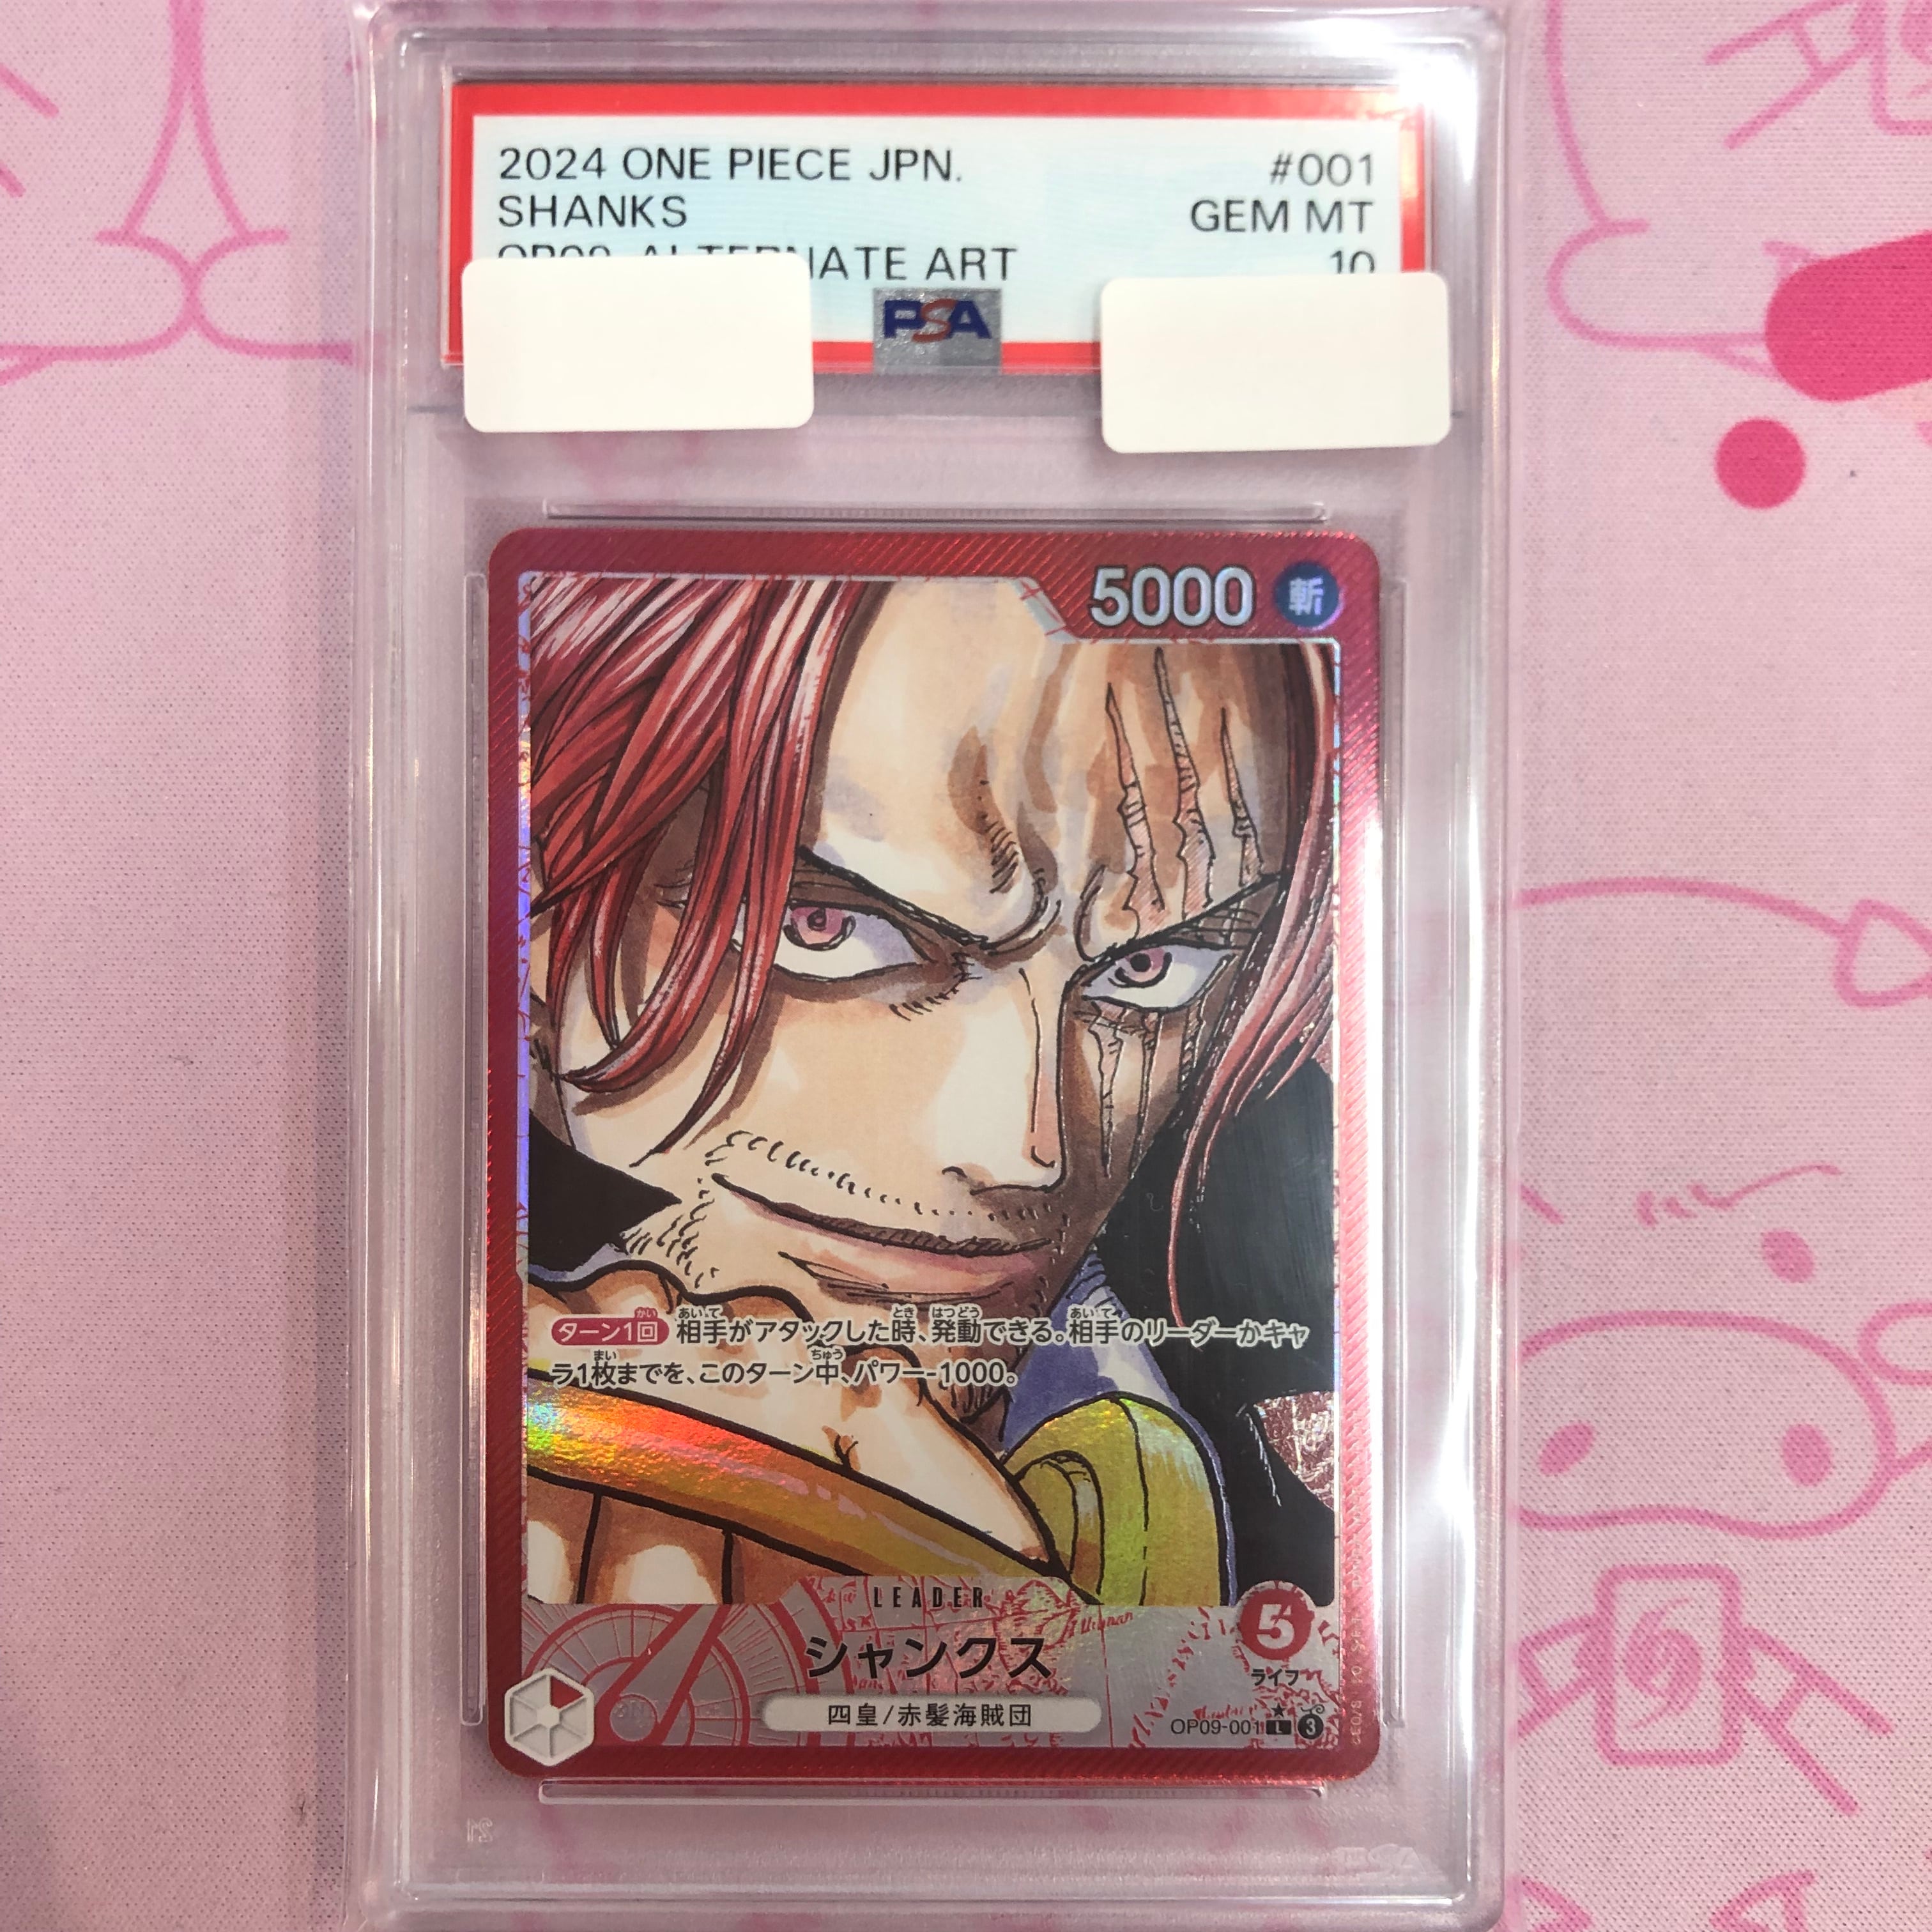 2024 ONE PIECE JPN. #001
SHANKS GEM MT
ALTERNATE ART 10
PSA
5000 斬
ターン1回 相手がアタックした時、発動できる。相手のリーダーかキャ
ラ1枚までを、このターン中、パワー-1000。
LEADER
シャンクス
5
ライフ
四皇/赤髪海賊団
OP09-001 L 3